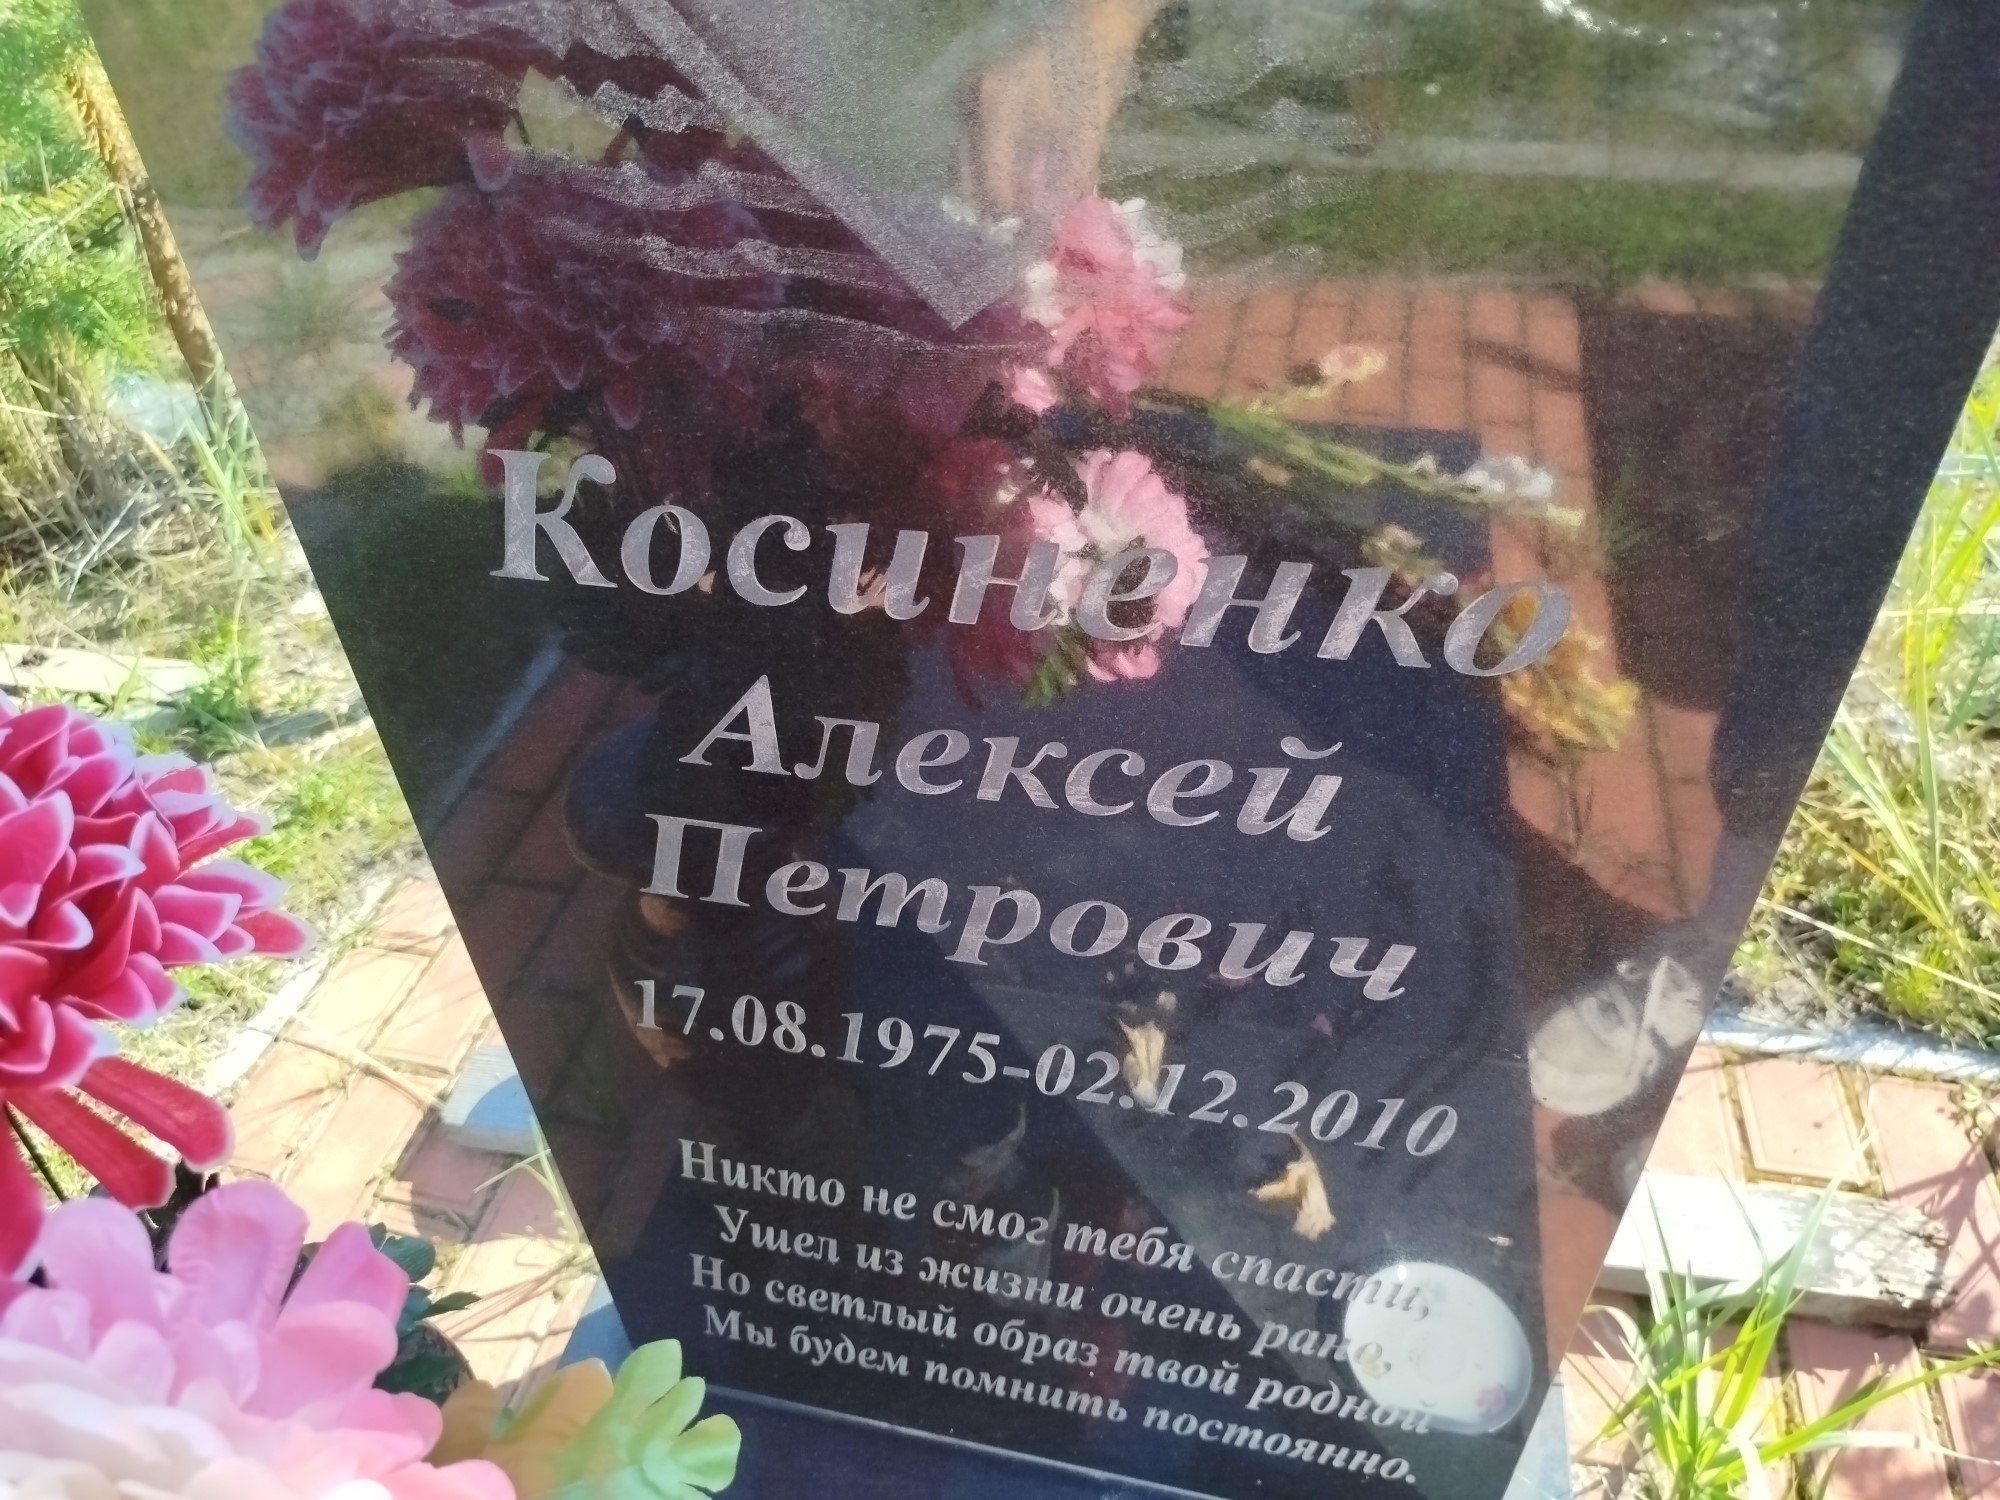 Косиненко
Алексей
Петрович
17.08.1975-02.12.2010
Никто не смог тебя спасти,
Ушел из жизни очень рано,
Но светлый образ твой родной
Мы будем помнить постоянно.